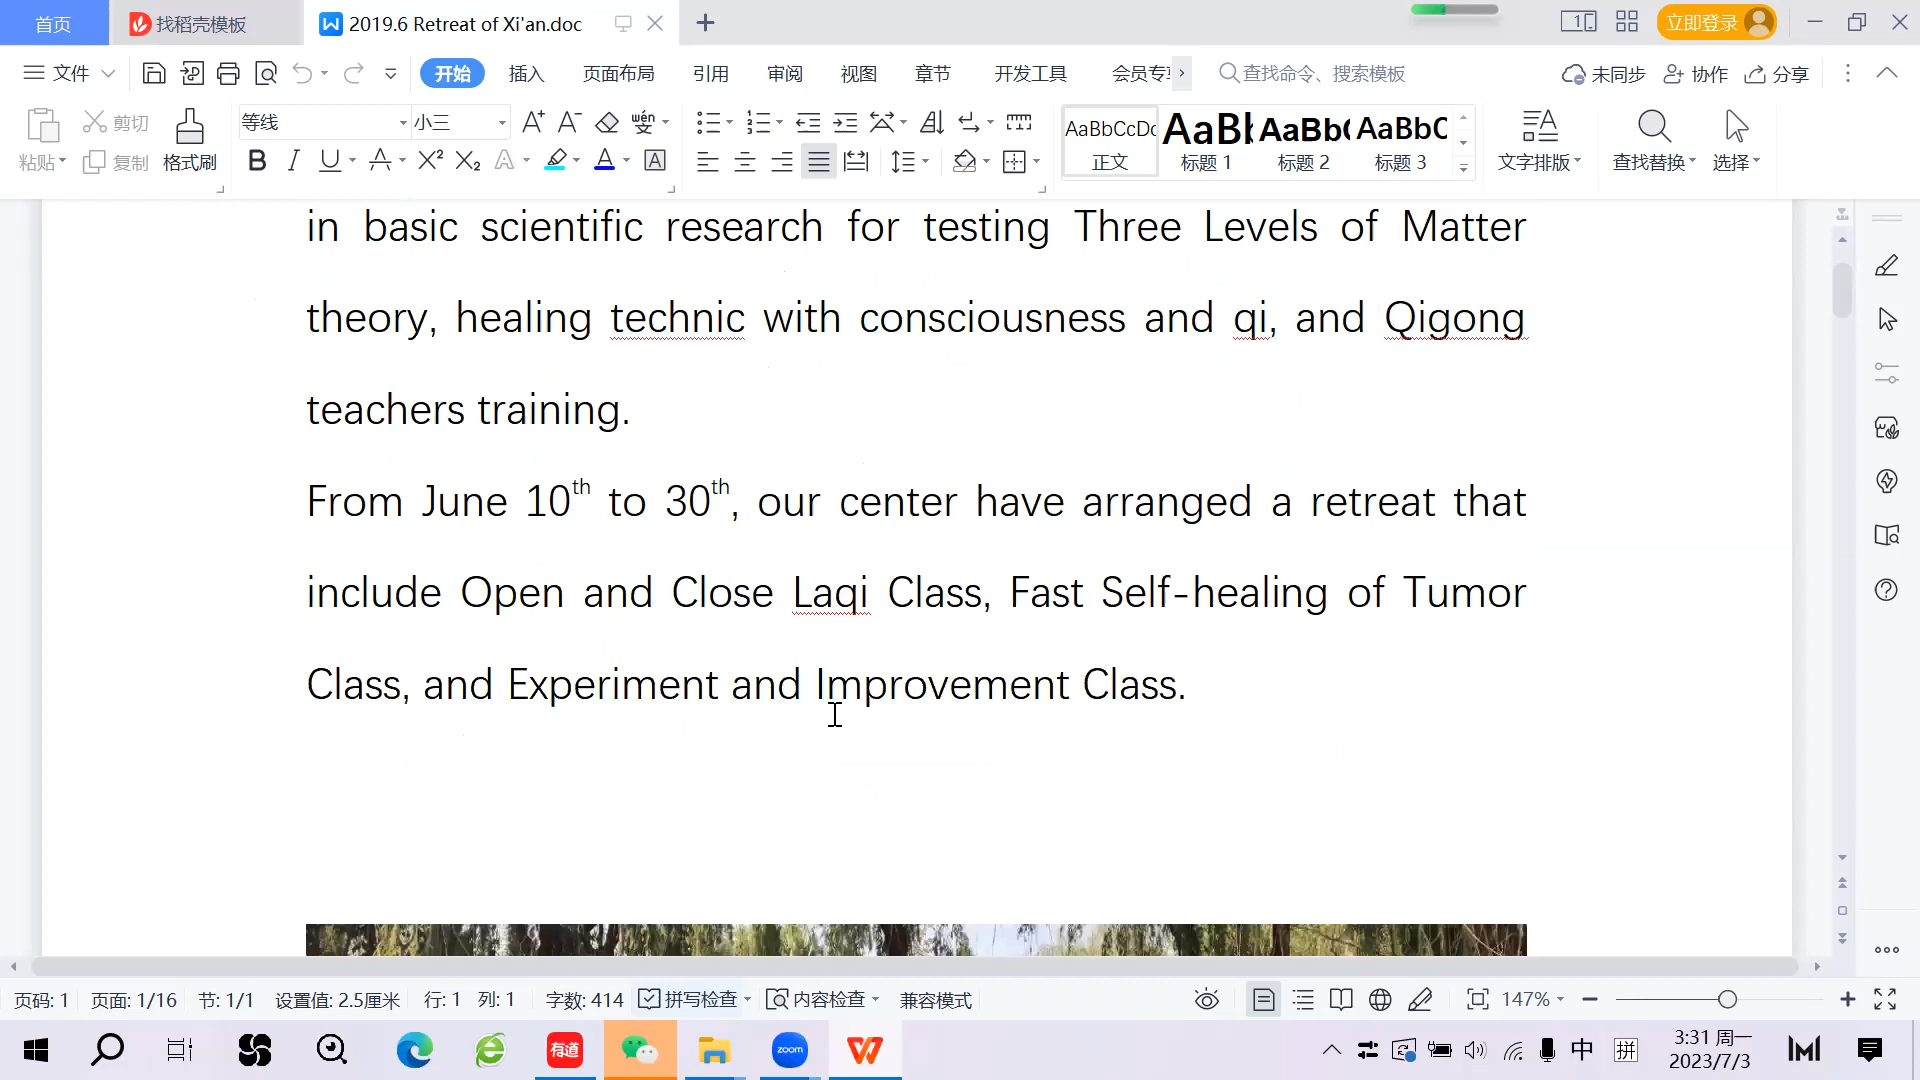 首页
找稻壳模板
2019.6 Retreat of Xi'an.doc
立即登录
文件
开始
插入
页面布局
引用
审阅
视图
章节
开发工具
会员专
查找命令、搜索模板
未同步
协作
分享
粘贴
剪切
复制
格式刷
等线
小三
AaBbCcDc
正文
AaBb
标题 1
AaBb(
标题 2
AaBbC
标题 3
文字排版
查找替换
选择
in basic scientific research for testing Three Levels of Matter
theory, healing technic with consciousness and qi, and Qigong
teachers training.
From June 10th to 30th, our center have arranged a retreat that
include Open and Close Laqi Class, Fast Self-healing of Tumor
Class, and Experiment and Improvement Class.
页码: 1 页面: 1/16 节: 1/1 设置值: 2.5厘米 行: 1 列: 1 字数: 414 拼写检查 内容检查 兼容模式 147%
有道
zoom
中
拼
3:31 周一
2023/7/3